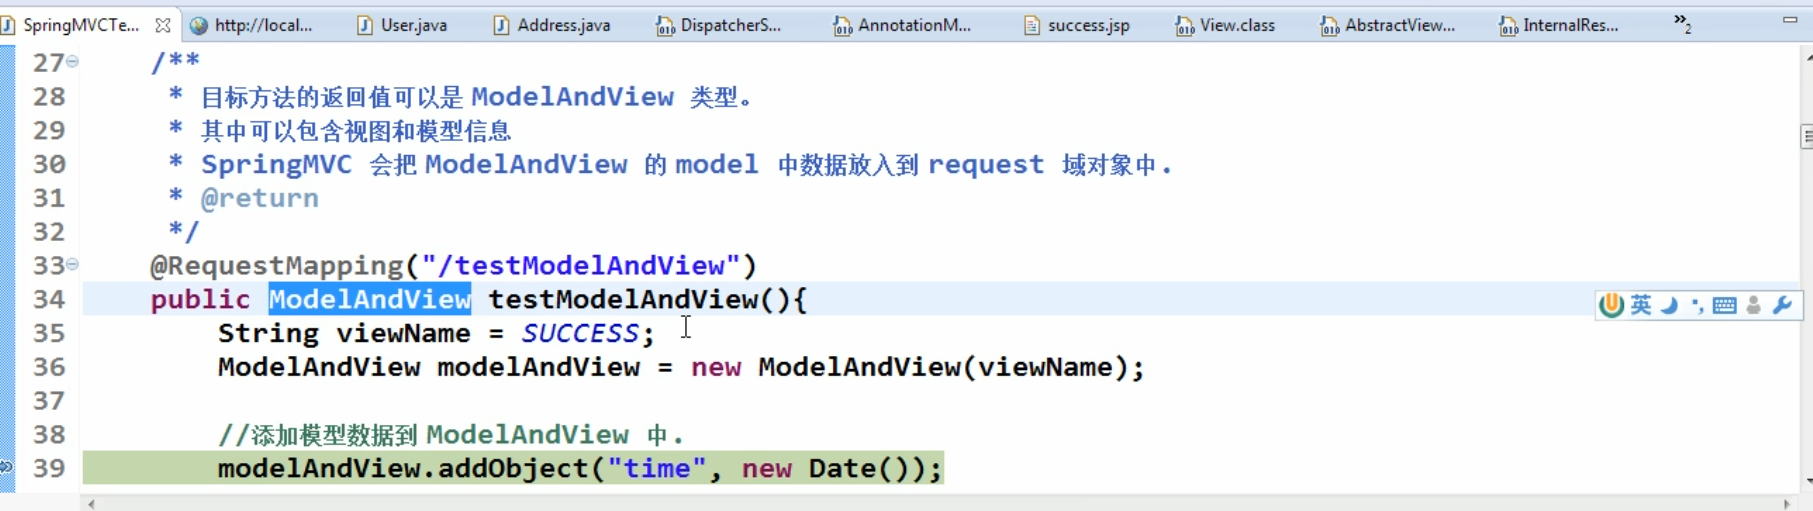 SpringMVCTe... http://local... User.java Address.java DispatcherS... AnnotationM... success.jsp View.class AbstractView... InternalRes... »2
27 /**
28 * 目标方法的返回值可以是 ModelAndView 类型。
29 * 其中可以包含视图和模型信息
30 * SpringMVC 会把 ModelAndView 的 model 中数据放入到 request 域对象中.
31 * @return
32 */
33 @RequestMapping("/testModelAndView")
34 public ModelAndView testModelAndView(){
英
35 String viewName = SUCCESS;
36 ModelAndView modelAndView = new ModelAndView(viewName);
37
38 //添加模型数据到 ModelAndView 中.
39 modelAndView.addObject("time", new Date());